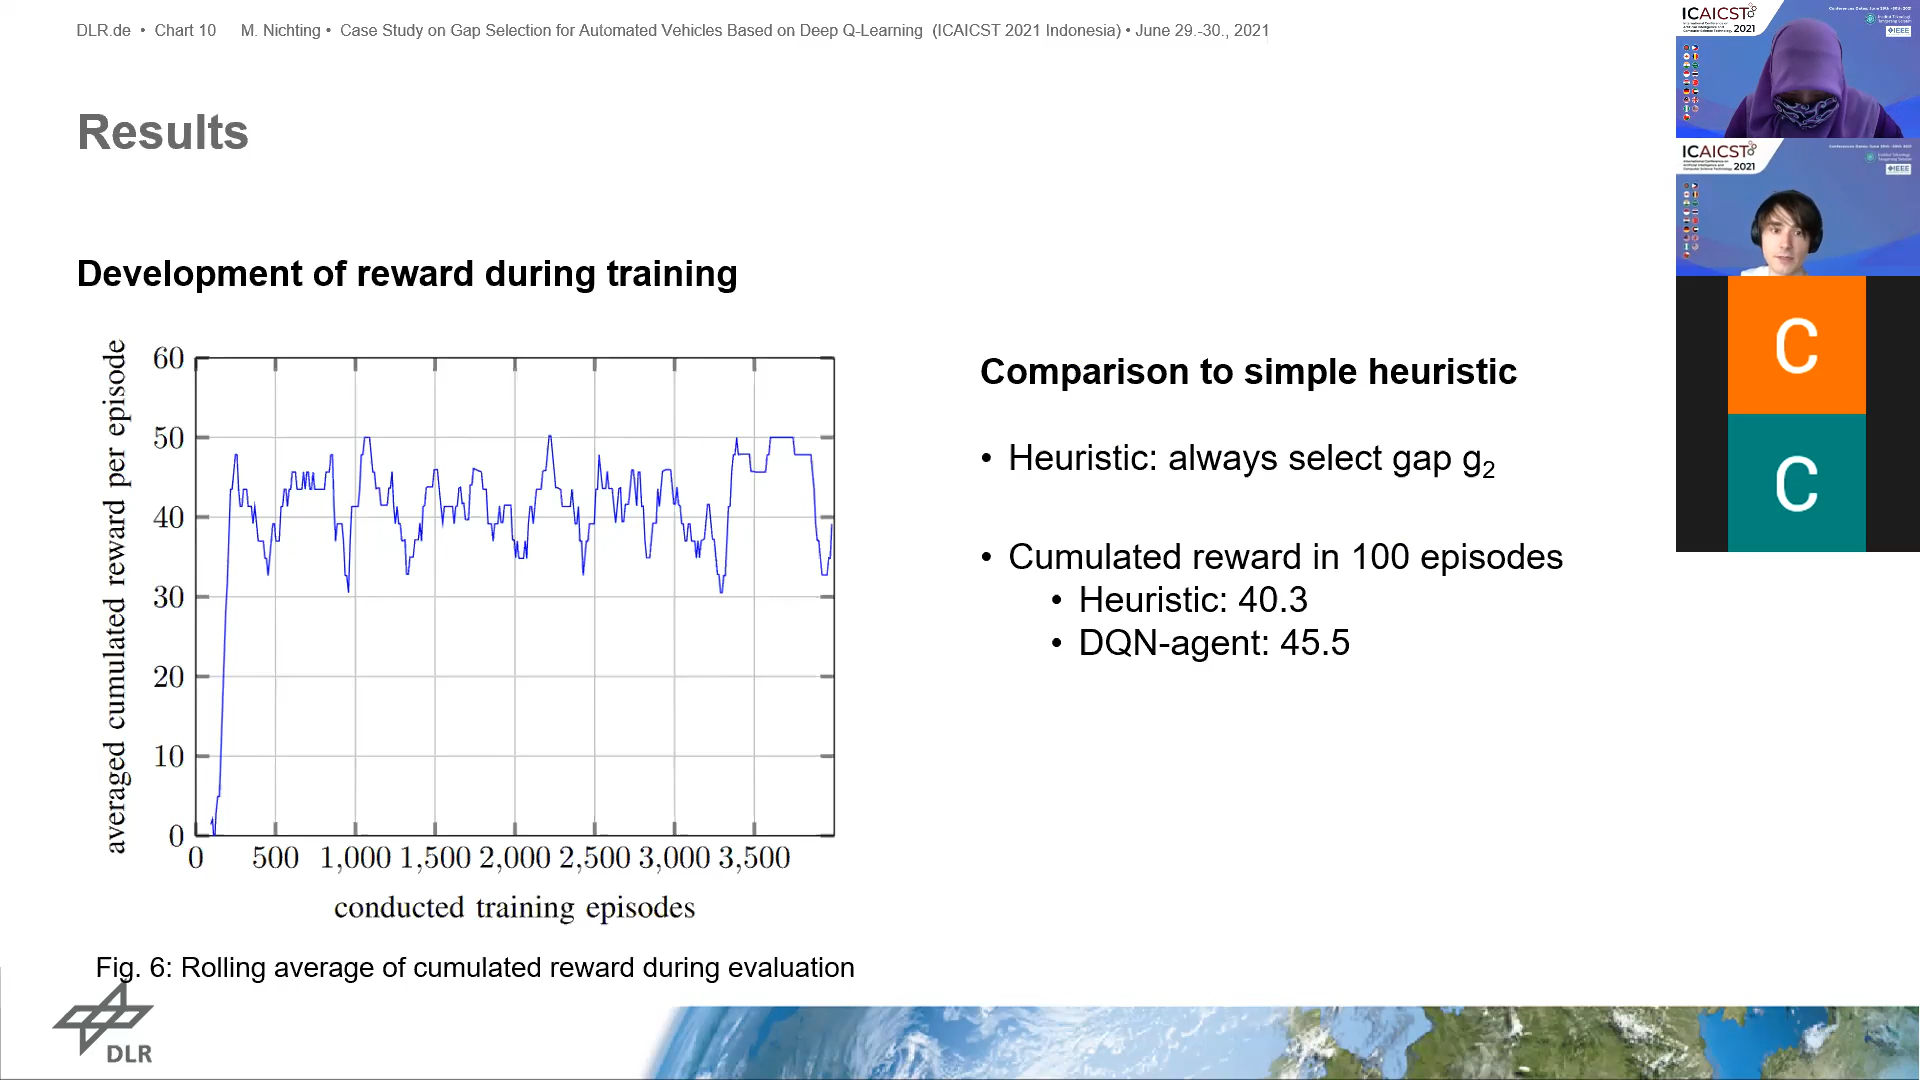 DLR.de • Chart 10 M. Nichting • Case Study on Gap Selection for Automated Vehicles Based on Deep Q-Learning (ICAICST 2021 Indonesia) • June 29.-30., 2021
Results
Development of reward during training
averaged cumulated reward per episode
60
50
40
30
20
10
0
0 500 1,000 1,500 2,000 2,500 3,000 3,500
conducted training episodes
Fig. 6: Rolling average of cumulated reward during evaluation
Comparison to simple heuristic
• Heuristic: always select gap g₂
• Cumulated reward in 100 episodes
• Heuristic: 40.3
• DQN-agent: 45.5
DLR
ICAICST
2021
IEEE
ICAICST
2021
IEEE
C
C